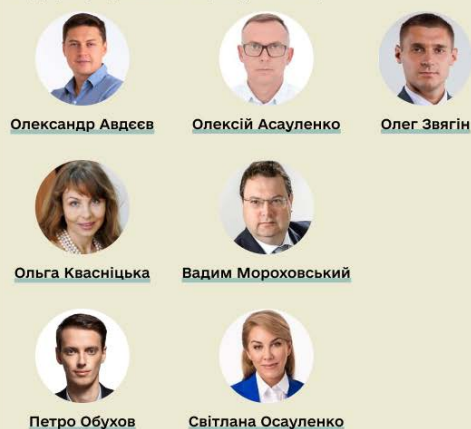 Олександр Авдєєв
Олексій Асауленко
Олег Звягін
Ольга Квасніцька
Вадим Мороховський
Петро Обухов
Світлана Осауленко